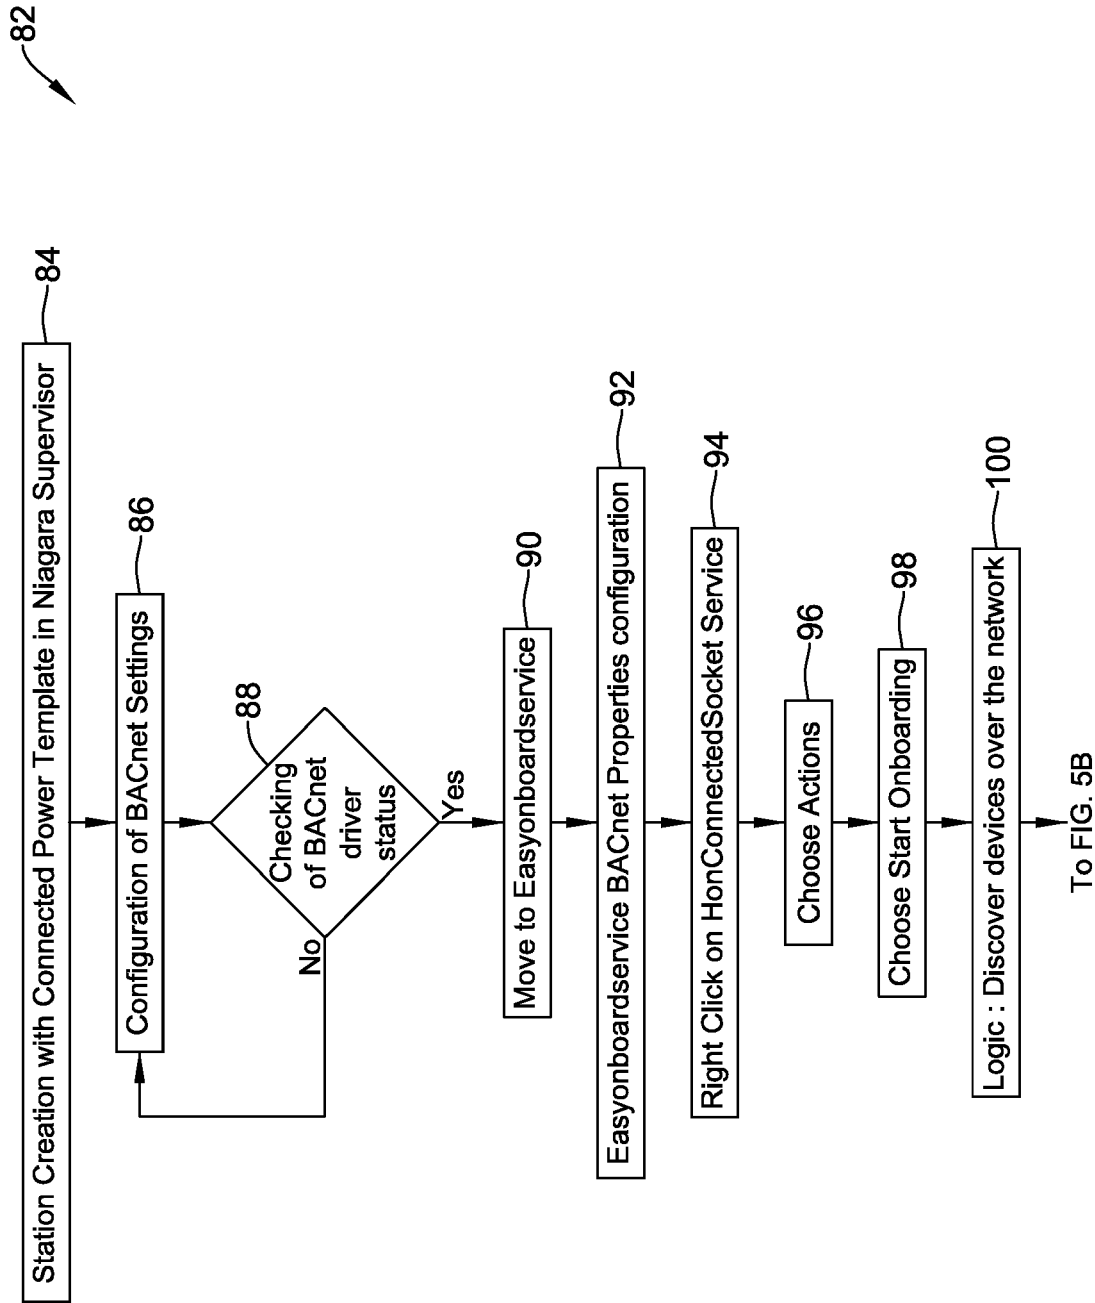 82
Station Creation with Connected Power Template in Niagara Supervisor
84
Configuration of BACnet Settings
86
88
Checking
of BACnet
driver
status
No
Yes
Move to Easyonboardservice
90
Easyonboardservice BACnet Properties configuration
92
Right Click on HonConnectedSocket Service
94
Choose Actions
96
Choose Start Onboarding
98
Logic : Discover devices over the network
100
To FIG. 5B